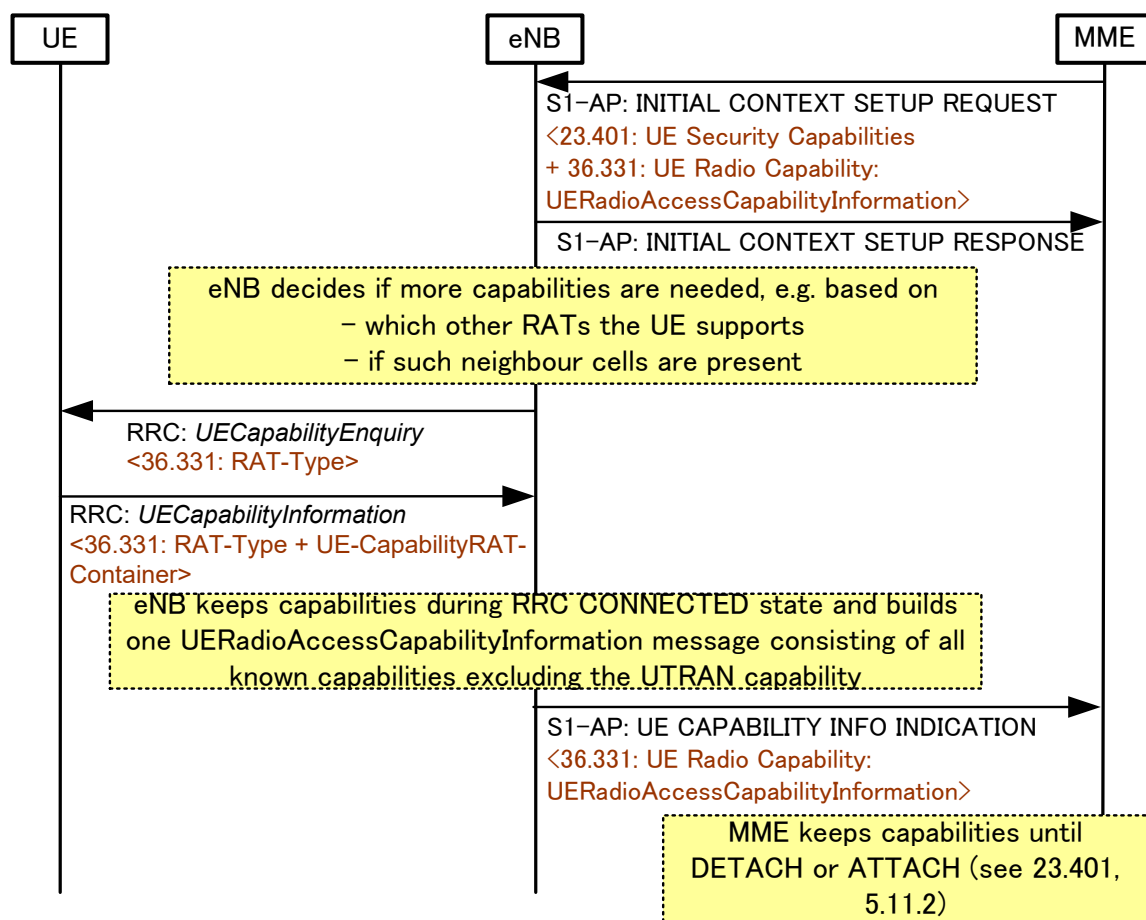 UE
eNB
MME
S1-AP: INITIAL CONTEXT SETUP REQUEST
<23.401: UE Security Capabilities
+ 36.331: UE Radio Capability:
UERadioAccessCapabilityInformation>
S1-AP: INITIAL CONTEXT SETUP RESPONSE
eNB decides if more capabilities are needed, e.g. based on
- which other RATs the UE supports
- if such neighbour cells are present
RRC: UECapabilityEnquiry
<36.331: RAT-Type>
RRC: UECapabilityInformation
<36.331: RAT-Type + UE-CapabilityRAT-
Container>
eNB keeps capabilities during RRC CONNECTED state and builds
one UERadioAccessCapabilityInformation message consisting of all
known capabilities excluding the UTRAN capability
S1-AP: UE CAPABILITY INFO INDICATION
<36.331: UE Radio Capability:
UERadioAccessCapabilityInformation>
MME keeps capabilities until
DETACH or ATTACH (see 23.401,
5.11.2)